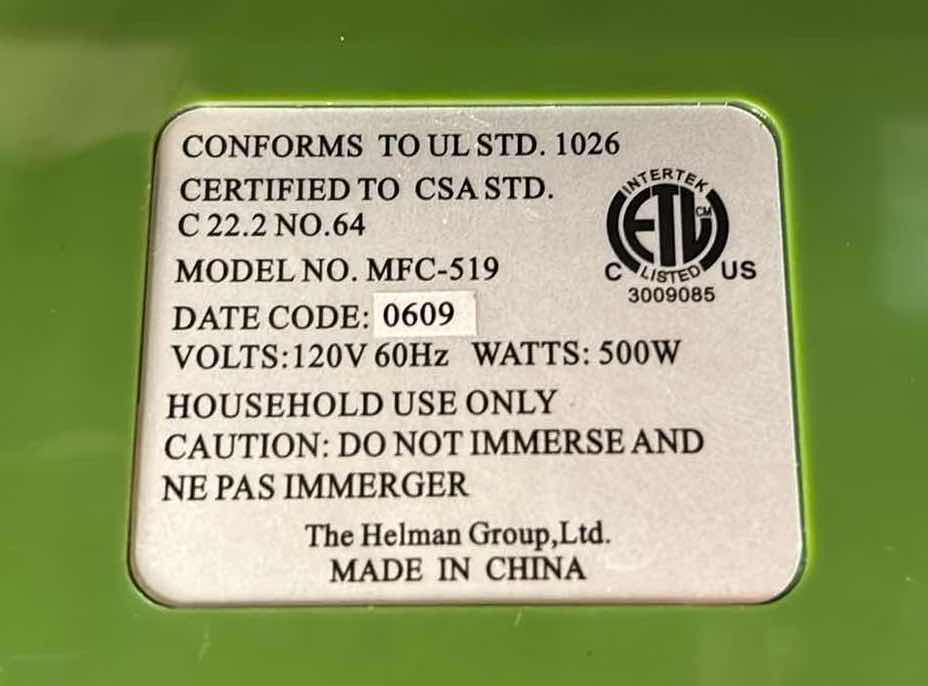 CONFORMS TO UL STD. 1026
CERTIFIED TO CSA STD.
C 22.2 NO.64
INTERTEK
ETL CM
C LISTED US
3009085
MODEL NO. MFC-519
DATE CODE: 0609
VOLTS:120V 60Hz WATTS: 500W
HOUSEHOLD USE ONLY
CAUTION: DO NOT IMMERSE AND
NE PAS IMMERGER
The Helman Group,Ltd.
MADE IN CHINA